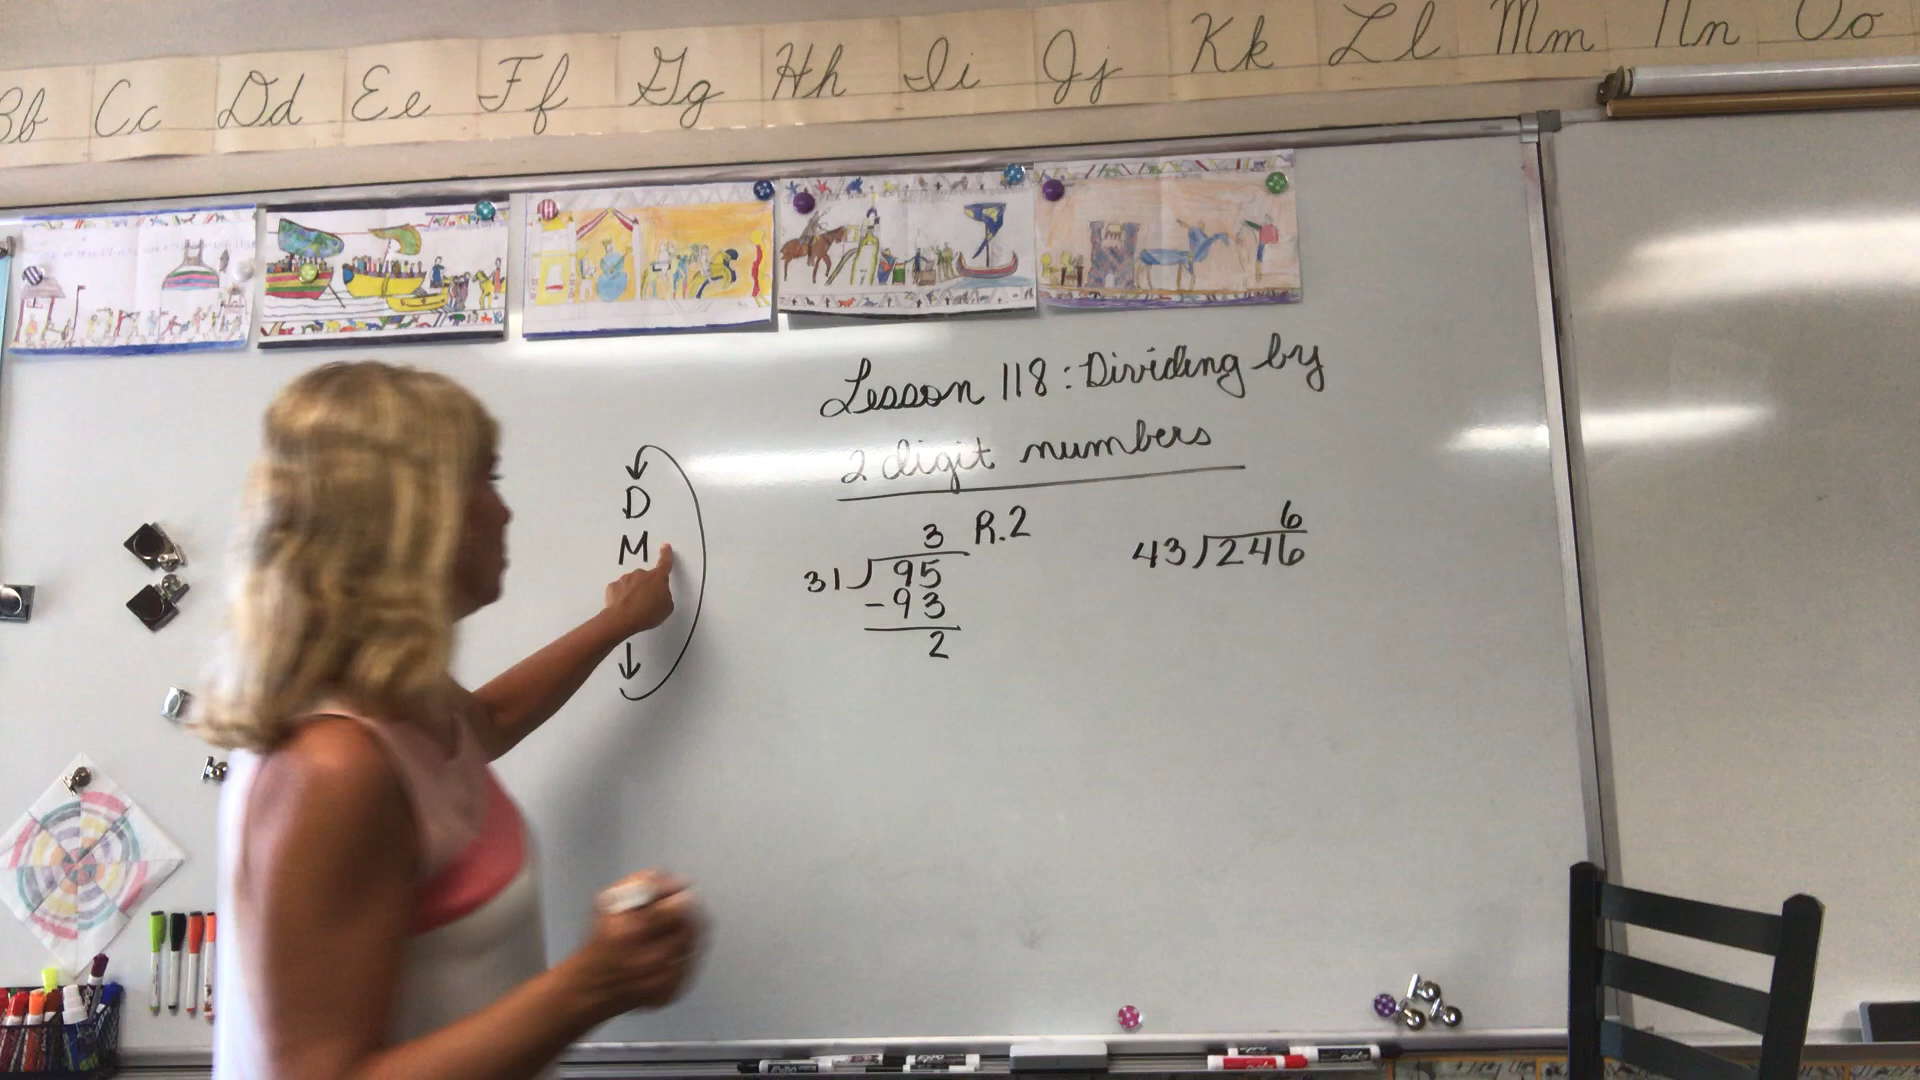 Bb Cc Dd Ee Ff Gg Hh Ii Jj Kk Ll Mm Nn Oo
Lesson 118: Dividing by
2 digit numbers
D
M
3 R.2
31)95
-93
2
6
43)246